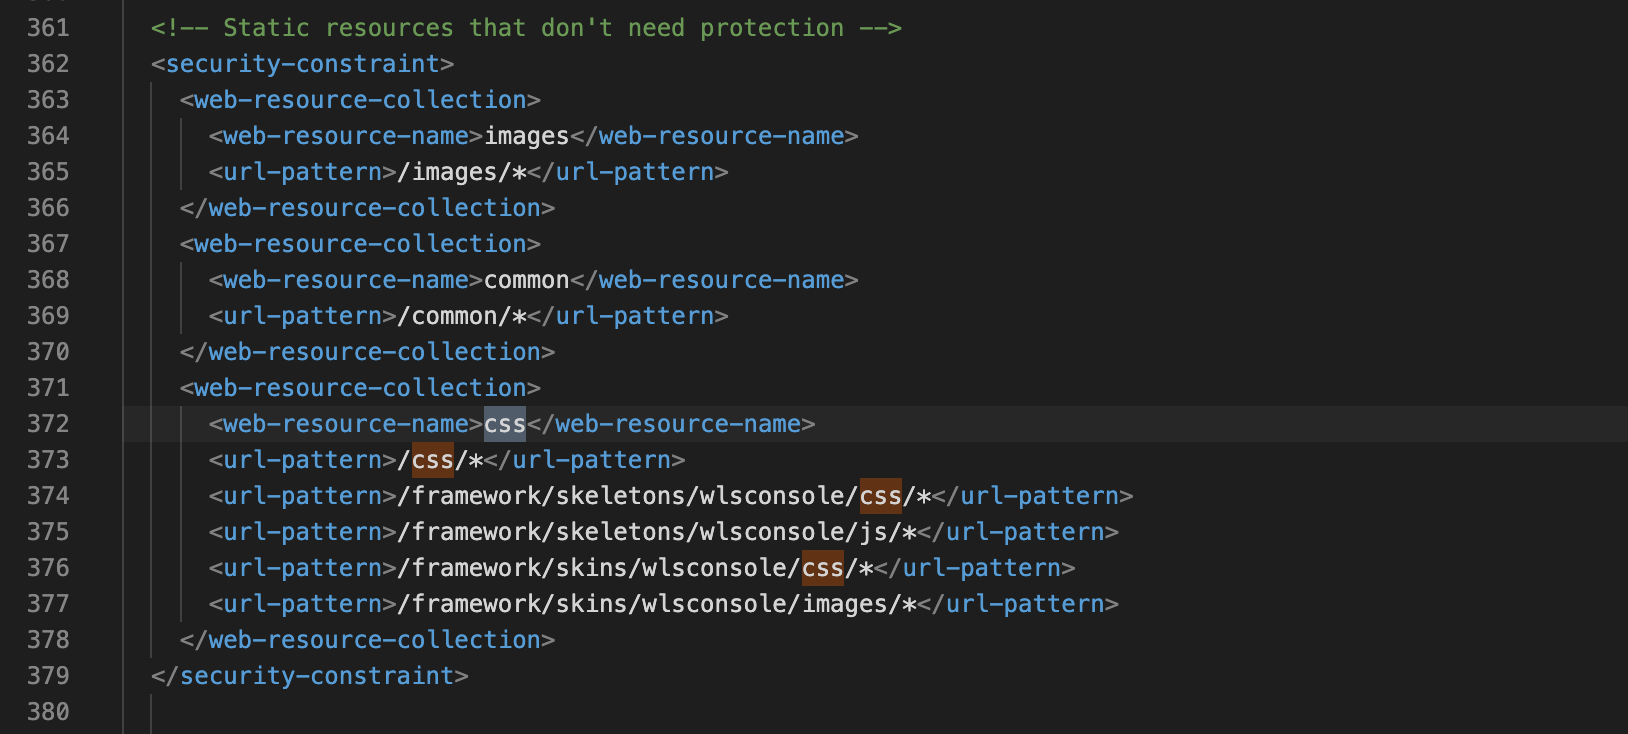 361 <!-- Static resources that don't need protection -->
362 <security-constraint>
363 <web-resource-collection>
364 <web-resource-name>images</web-resource-name>
365 <url-pattern>/images/*</url-pattern>
366 </web-resource-collection>
367 <web-resource-collection>
368 <web-resource-name>common</web-resource-name>
369 <url-pattern>/common/*</url-pattern>
370 </web-resource-collection>
371 <web-resource-collection>
372 <web-resource-name>css</web-resource-name>
373 <url-pattern>/css/*</url-pattern>
374 <url-pattern>/framework/skeletons/wlsconsole/css/*</url-pattern>
375 <url-pattern>/framework/skeletons/wlsconsole/js/*</url-pattern>
376 <url-pattern>/framework/skins/wlsconsole/css/*</url-pattern>
377 <url-pattern>/framework/skins/wlsconsole/images/*</url-pattern>
378 </web-resource-collection>
379 </security-constraint>
380